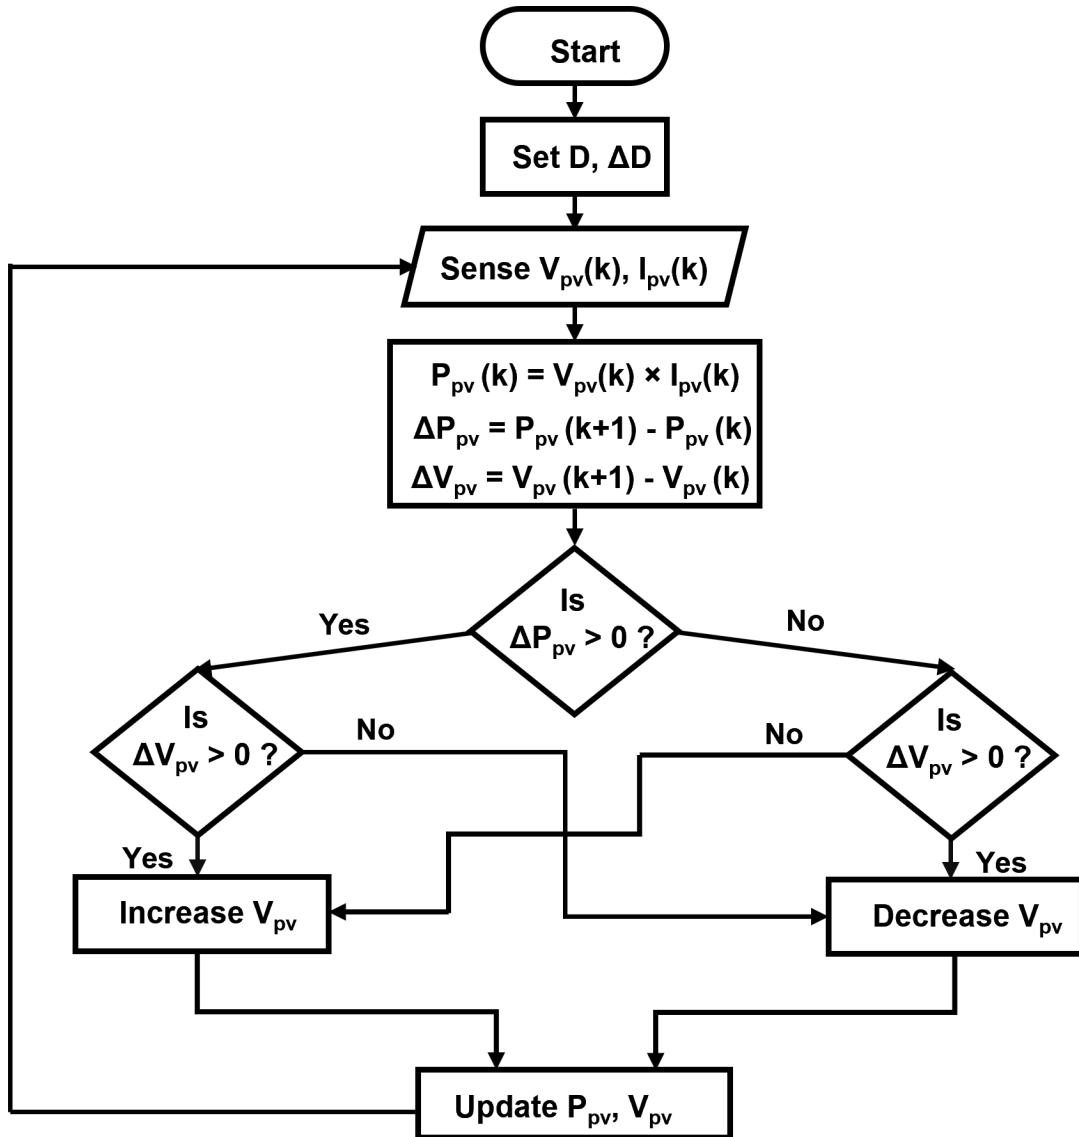 Start
Set D, ΔD
Sense Vpv(k), Ipv(k)
Ppv (k) = Vpv(k) × Ipv(k)
ΔPpv = Ppv (k+1) - Ppv (k)
ΔVpv = Vpv (k+1) - Vpv (k)
Is
ΔPpv > 0 ?
Yes
No
Is
ΔVpv > 0 ?
No
No
Is
ΔVpv > 0 ?
Yes
Yes
Increase Vpv
Decrease Vpv
Update Ppv, Vpv